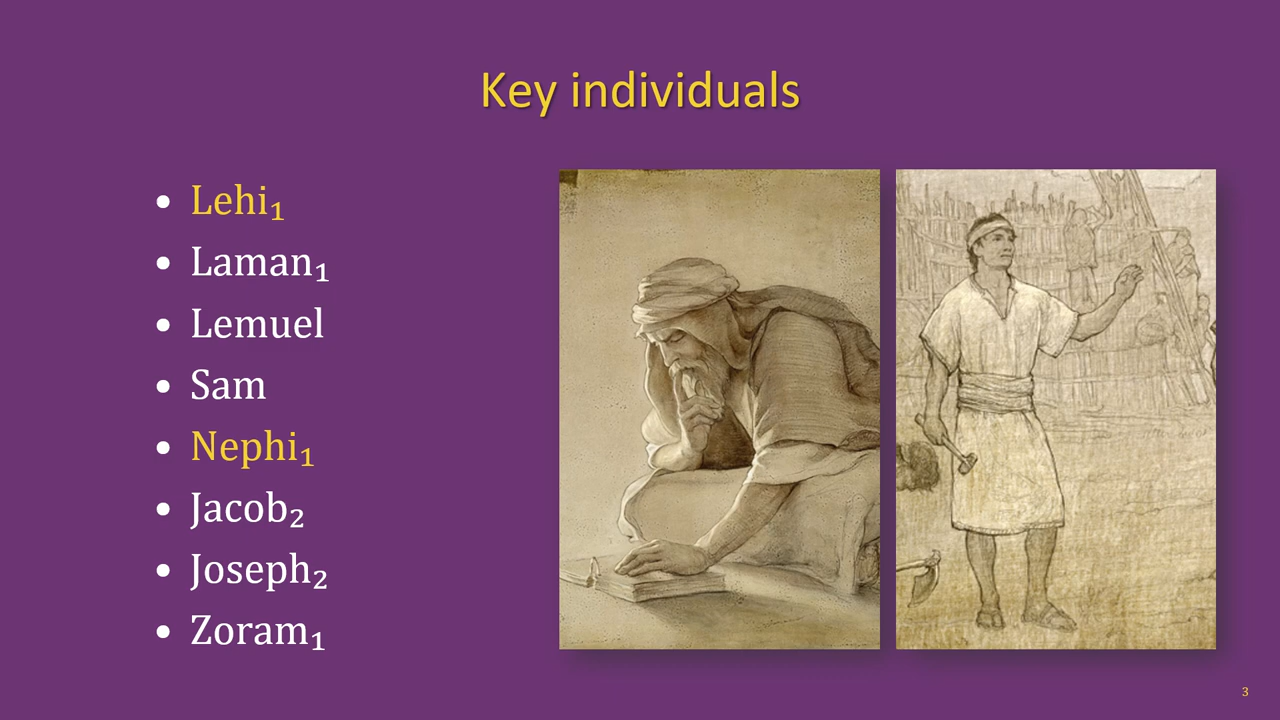 Key individuals
• Lehi₁
• Laman₁
• Lemuel
• Sam
• Nephi₁
• Jacob₂
• Joseph₂
• Zoram₁
3